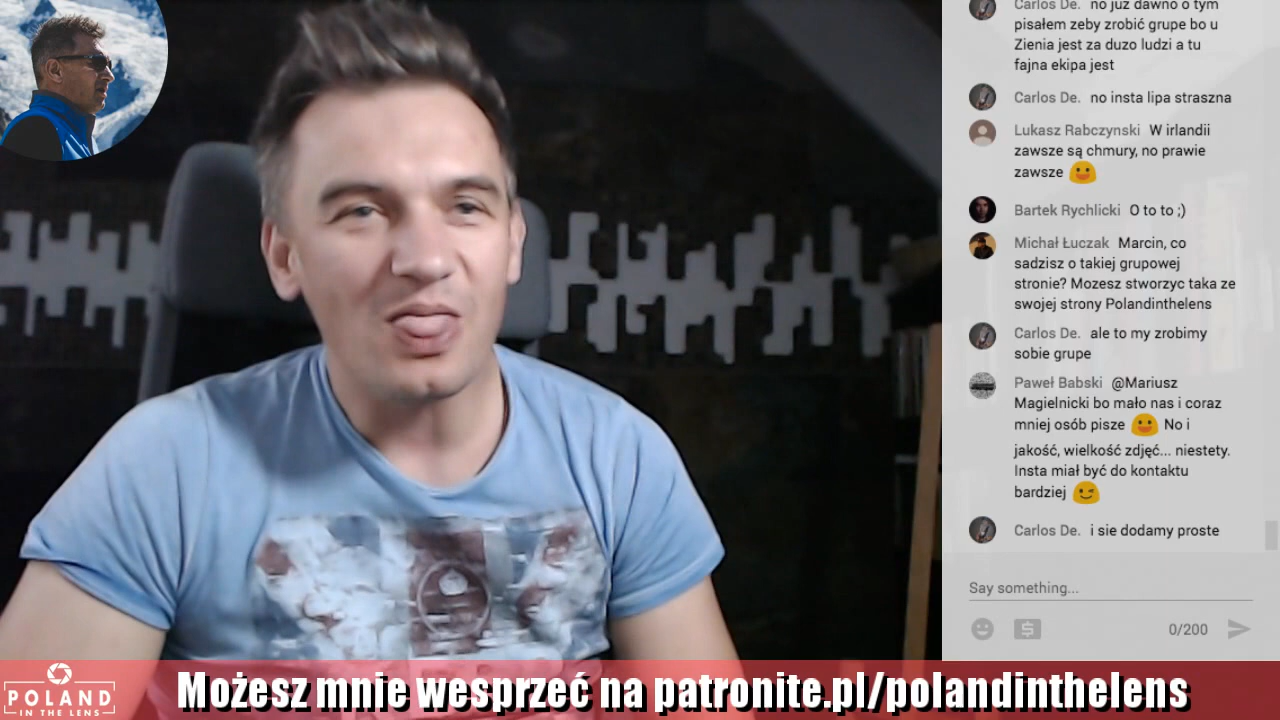 Carlos De. no już dawno o tym
pisałem zeby zrobić grupe bo u
Zienia jest za duzo ludzi a tu
fajna ekipa jest
Carlos De. no insta lipa straszna
Lukasz Rabczynski W irlandii
zawsze są chmury, no prawie
zawsze
Bartek Rychlicki O to to ;)
Michał Łuczak Marcin, co
sadzisz o takiej grupowej
stronie? Mozesz stworzyc taka ze
swojej strony Polandinthelens
Carlos De. ale to my zrobimy
sobie grupe
Paweł Babski @Mariusz
Magielnicki bo mało nas i coraz
mniej osób pisze 😃 No i
jakość, wielkość zdjęć... niestety.
Insta miał być do kontaktu
bardziej 😉
Carlos De. i sie dodamy proste
Say something...
0/200
POLAND
IN THE LENS
Możesz mnie wesprzeć na patronite.pl/polandinthelens